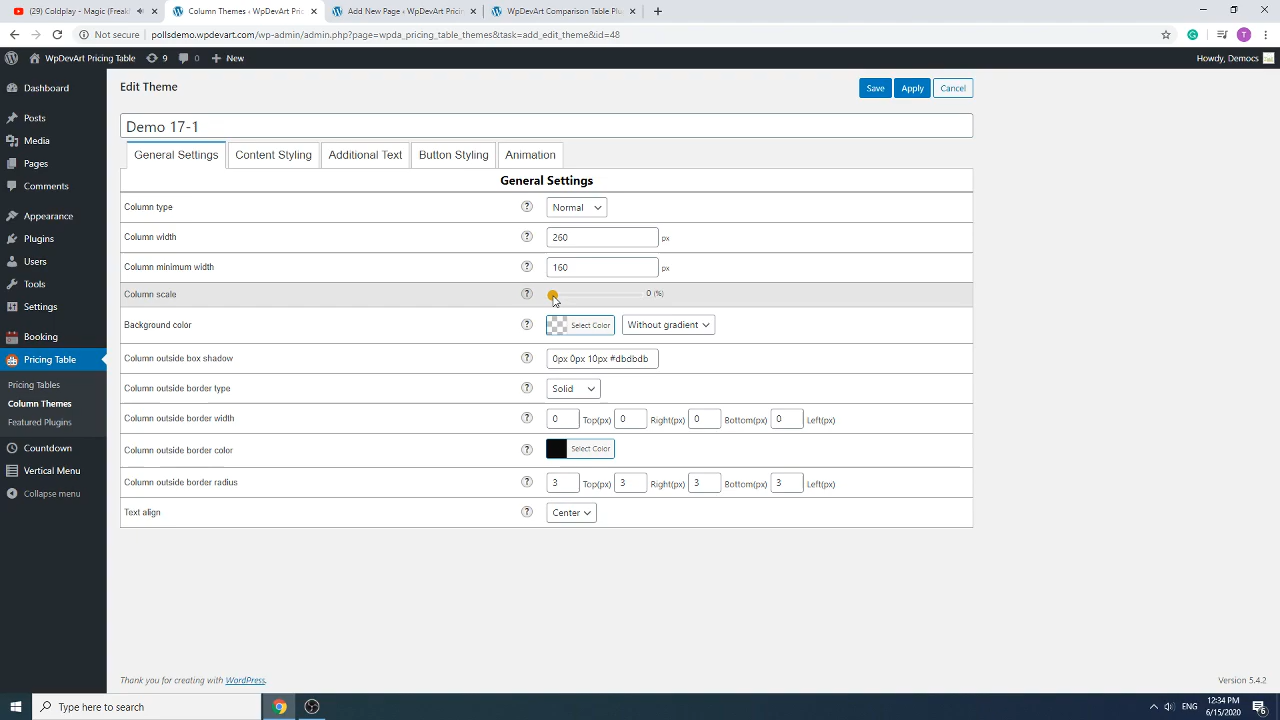 (29) Coldplay - Magic (Freak
Column Themes ‹ WpDevArt Pric
Add New Page ‹ WpDevArt Pricin
WpDevArt Comparison Table Plu
Not secure
pollsdemo.wpdevart.com/wp-admin/admin.php?page=wpda_pricing_table_themes&task=add_edit_theme&id=48
T
WpDevArt Pricing Table
9
0
New
Howdy, Democs
Dashboard
Posts
Media
Pages
Comments
Appearance
Plugins
Users
Tools
Settings
Booking
Pricing Table
Pricing Tables
Column Themes
Featured Plugins
Countdown
Vertical Menu
Collapse menu
Edit Theme
Save
Apply
Cancel
Demo 17-1
General Settings
Content Styling
Additional Text
Button Styling
Animation
General Settings
Column type ? Normal
Column width ? 260 px
Column minimum width ? 160 px
Column scale ? 0 (%)
Background color ? Select Color Without gradient
Column outside box shadow ? 0px 0px 10px #dbdbdb
Column outside border type ? Solid
Column outside border width ? 0 Top(px) 0 Right(px) 0 Bottom(px) 0 Left(px)
Column outside border color ? Select Color
Column outside border radius ? 3 Top(px) 3 Right(px) 3 Bottom(px) 3 Left(px)
Text align ? Center
Thank you for creating with WordPress.
Version 5.4.2
Type here to search
ENG
12:34 PM
6/15/2020
6